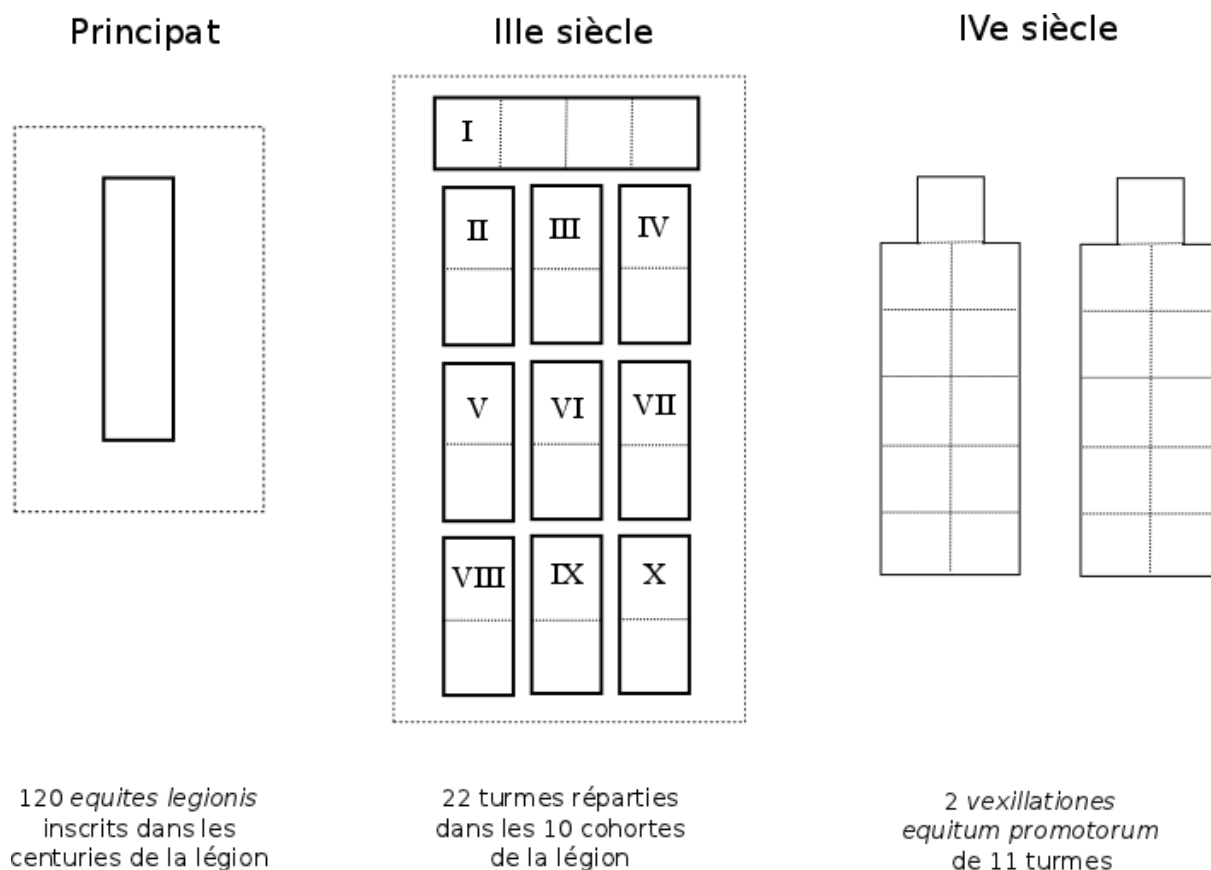 Principat
IIIe siècle
IVe siècle
I
II III IV
V VI VII
VIII IX X
120 equites legionis
inscrits dans les
centuries de la légion
22 turmes réparties
dans les 10 cohortes
de la légion
2 vexillationes
equitum promotorum
de 11 turmes